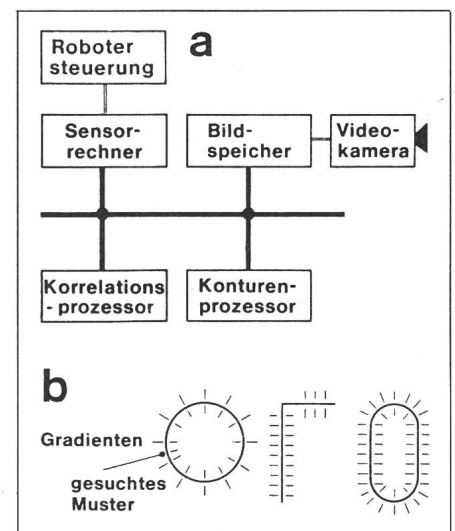 a
Roboter
steuerung
Sensor-
rechner
Bild-
speicher
Video-
kamera
Korrelations
- prozessor
Konturen-
prozessor
b
Gradienten
gesuchtes
Muster